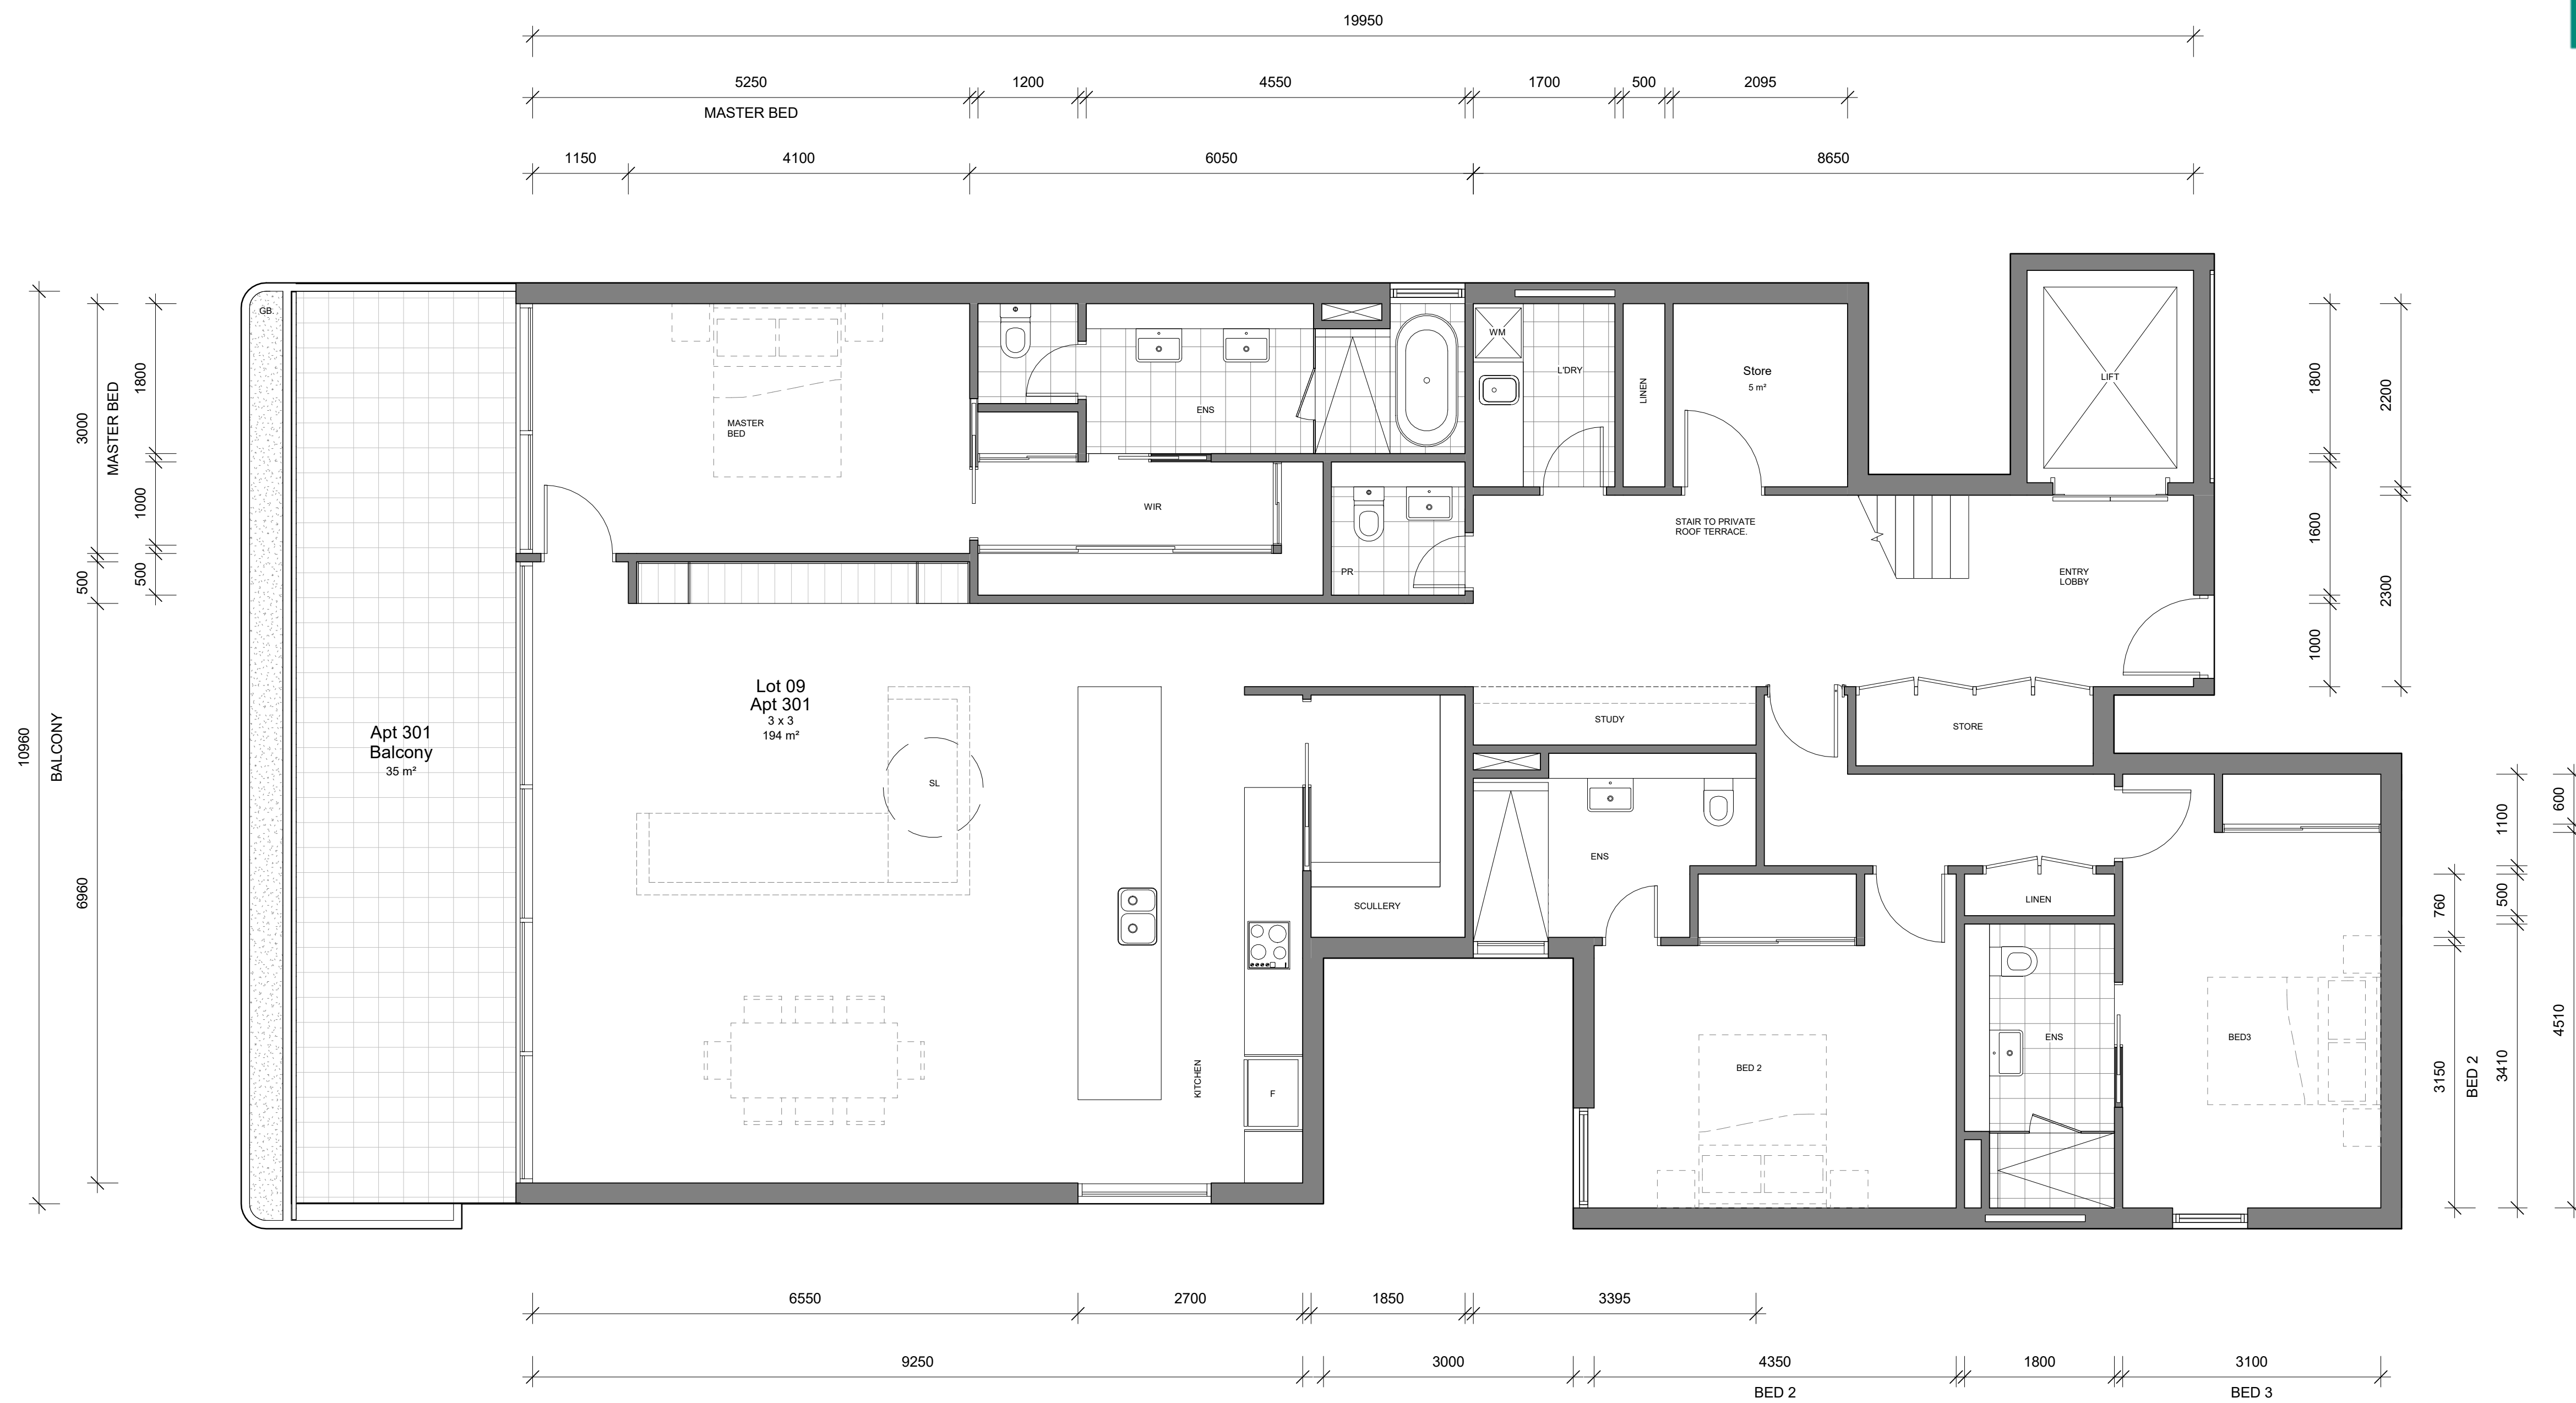 19950
5250
1200
4550
1700
500
2095
MASTER BED
1150
4100
6050
8650
10960
BALCONY
3000
MASTER BED
500
6960
1800
1000
500
GB.
MASTER
BED
ENS
WIR
PR
WM
L'DRY
LINEN
Store
5 m²
LIFT
STAIR TO PRIVATE
ROOF TERRACE.
ENTRY
LOBBY
1800
1600
1000
2200
2300
Apt 301
Balcony
35 m²
Lot 09
Apt 301
3 x 3
194 m²
SL
KITCHEN
F
SCULLERY
STUDY
STORE
ENS
LINEN
ENS
BED 2
BED3
760
3150
BED 2
1100
500
3410
600
4510
6550
2700
1850
3395
9250
3000
4350
1800
3100
BED 2
BED 3